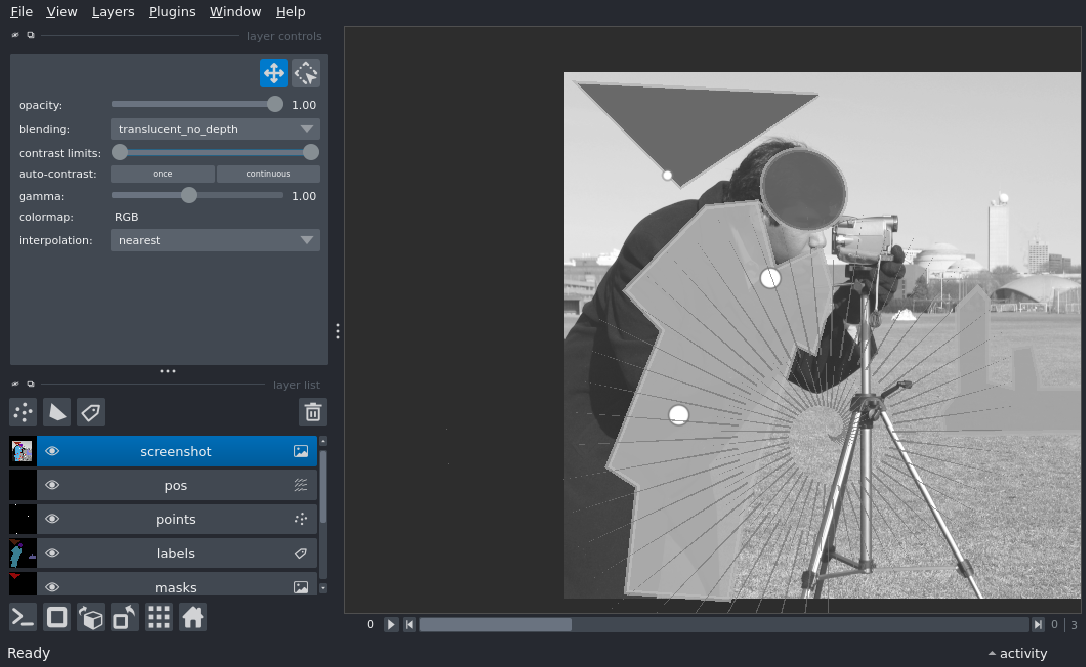 File View Layers Plugins Window Help
layer controls
opacity: 1.00
blending: translucent_no_depth
contrast limits:
auto-contrast: once continuous
gamma: 1.00
colormap: RGB
interpolation: nearest
layer list
screenshot
pos
points
labels
masks
0 0 3
Ready activity